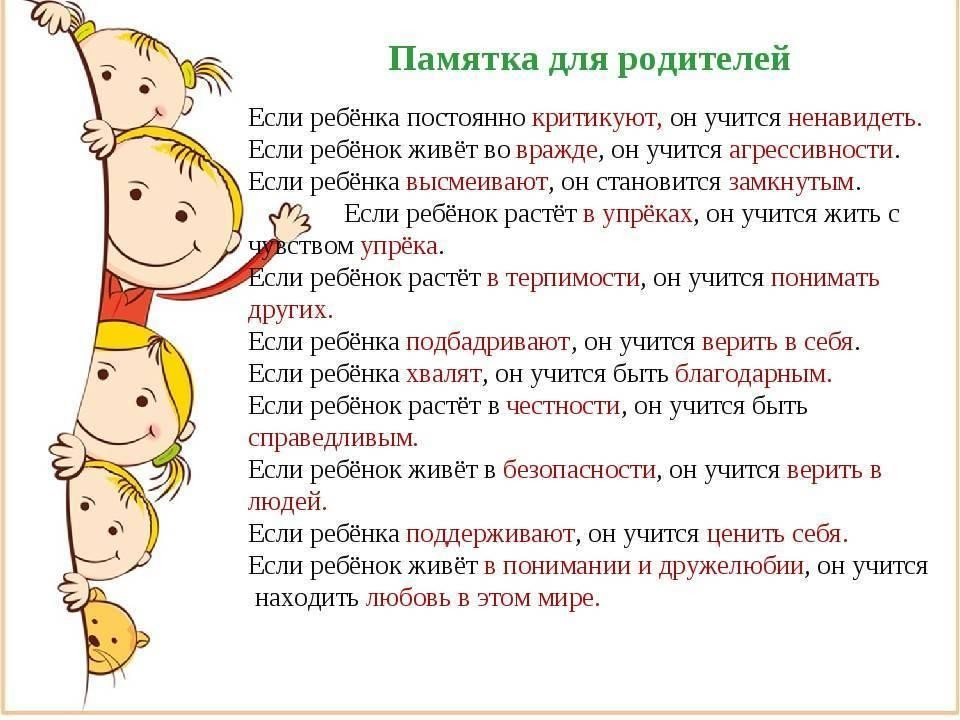 Памятка для родителей
Если ребёнка постоянно критикуют, он учится ненавидеть.
Если ребёнок живёт во вражде, он учится агрессивности.
Если ребёнка высмеивают, он становится замкнутым.
Если ребёнок растёт в упрёках, он учится жить с
чувством упрёка.
Если ребёнок растёт в терпимости, он учится понимать
других.
Если ребёнка подбадривают, он учится верить в себя.
Если ребёнка хвалят, он учится быть благодарным.
Если ребёнок растёт в честности, он учится быть
справедливым.
Если ребёнок живёт в безопасности, он учится верить в
людей.
Если ребёнка поддерживают, он учится ценить себя.
Если ребёнок живёт в понимании и дружелюбии, он учится
находить любовь в этом мире.